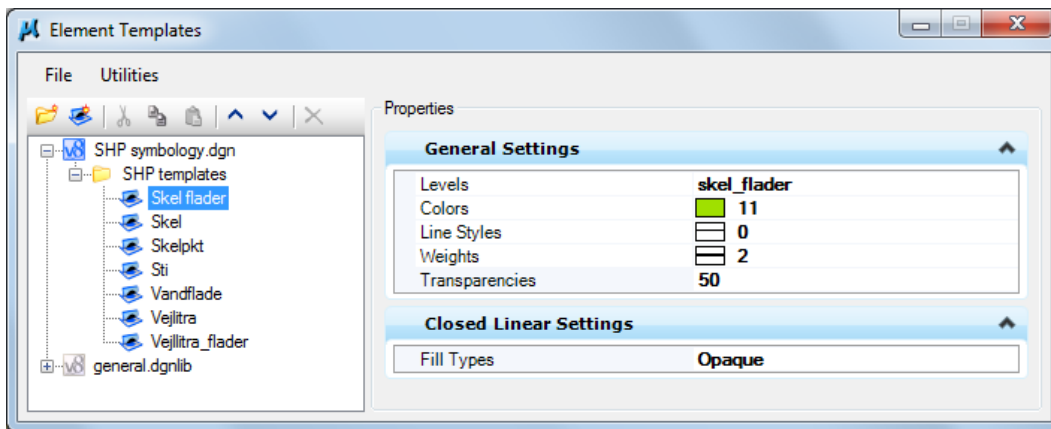 Element Templates
File Utilities
Properties
SHP symbology.dgn
SHP templates
Skel flader
Skel
Skelpkt
Sti
Vandflade
Vejlitra
Vejllitra_flader
general.dgnlib
General Settings
Levels skel_flader
Colors 11
Line Styles 0
Weights 2
Transparencies 50
Closed Linear Settings
Fill Types Opaque